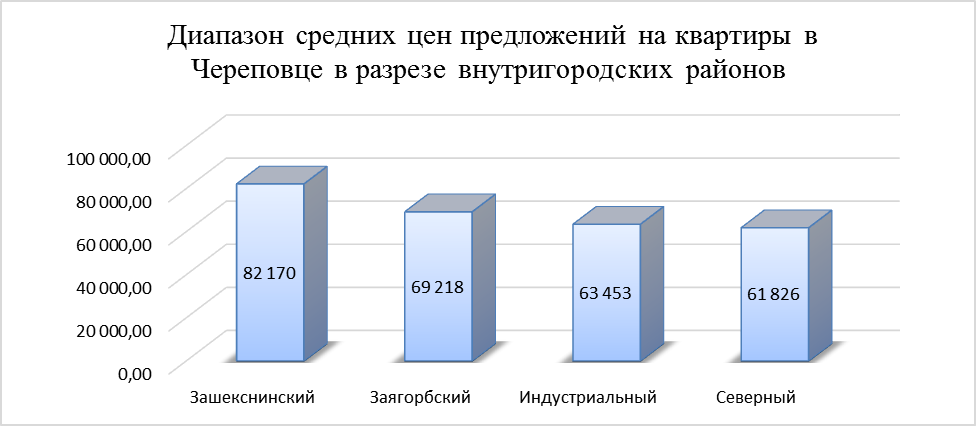 Диапазон средних цен предложений на квартиры в
Череповце в разрезе внутригородских районов
100 000,00
80 000,00
60 000,00
40 000,00
20 000,00
0,00
82 170
69 218
63 453
61 826
Зашекснинский
Заягорбский
Индустриальный
Северный